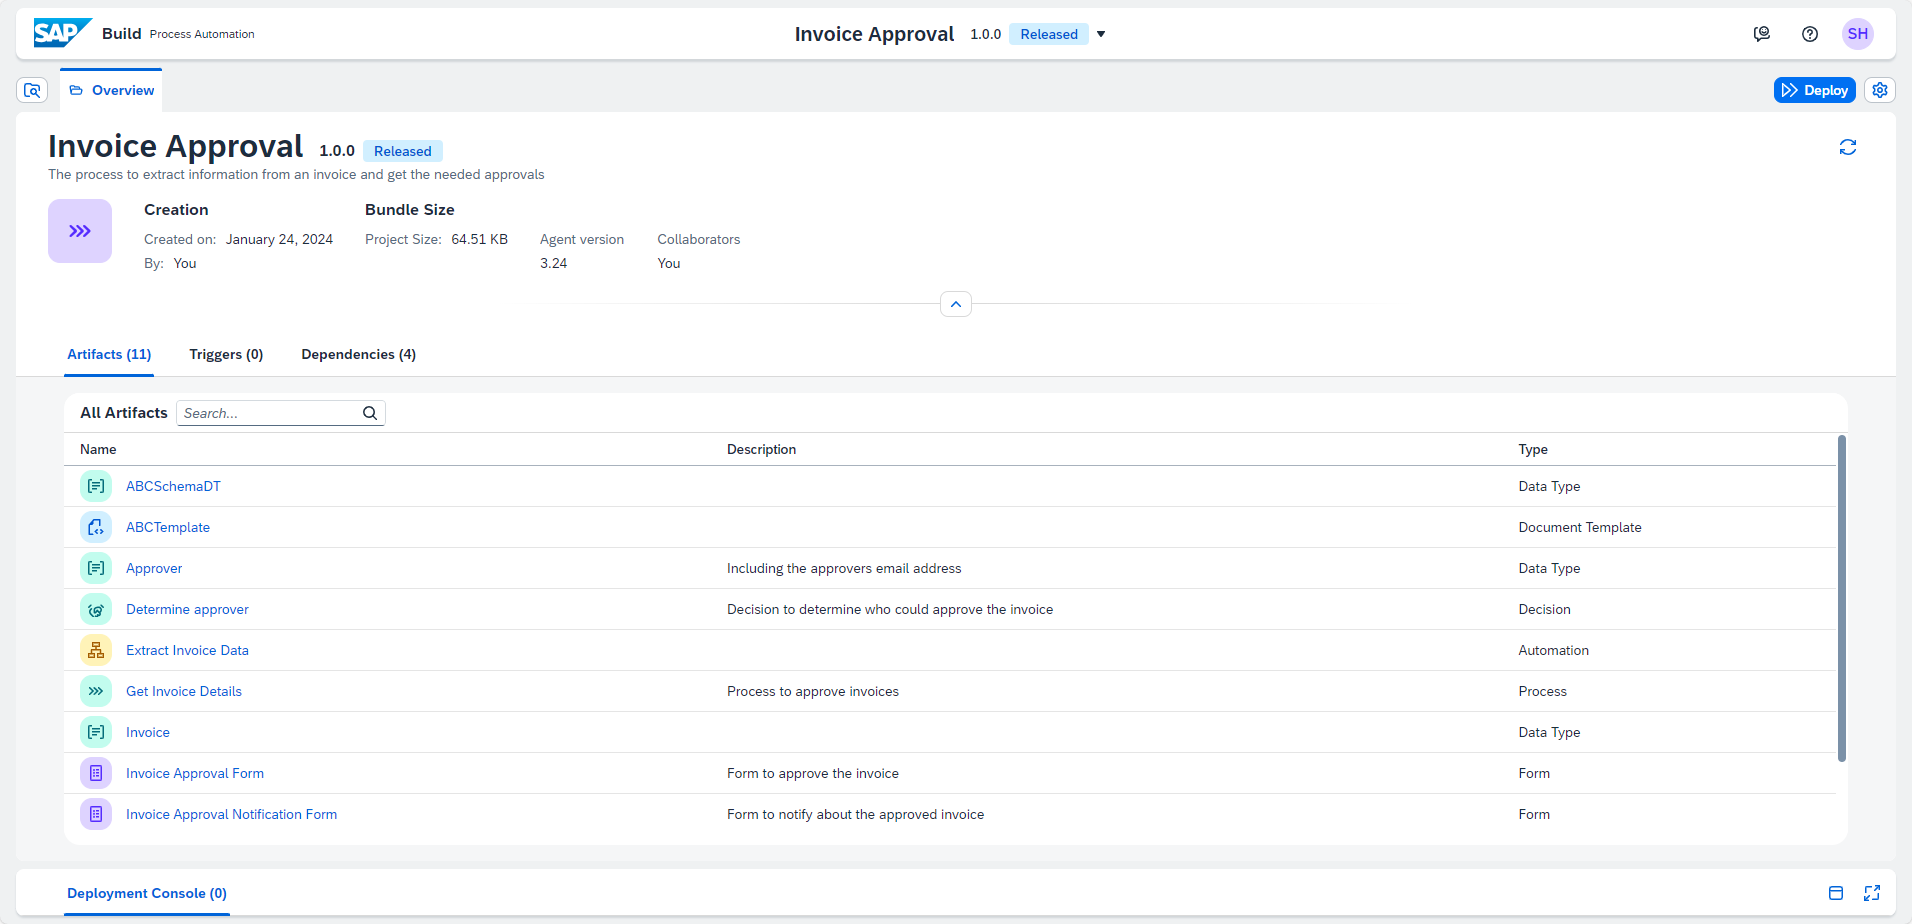 SAP Build Process Automation
Invoice Approval 1.0.0 Released
SH
Overview
Deploy
Invoice Approval 1.0.0 Released
The process to extract information from an invoice and get the needed approvals
Creation
Created on: January 24, 2024
By: You
Bundle Size
Project Size: 64.51 KB
Agent version
3.24
Collaborators
You
Artifacts (11) Triggers (0) Dependencies (4)
All Artifacts Search...
Name Description Type
ABCSchemaDT Data Type
ABCTemplate Document Template
Approver Including the approvers email address Data Type
Determine approver Decision to determine who could approve the invoice Decision
Extract Invoice Data Automation
Get Invoice Details Process to approve invoices Process
Invoice Data Type
Invoice Approval Form Form to approve the invoice Form
Invoice Approval Notification Form Form to notify about the approved invoice Form
Deployment Console (0)